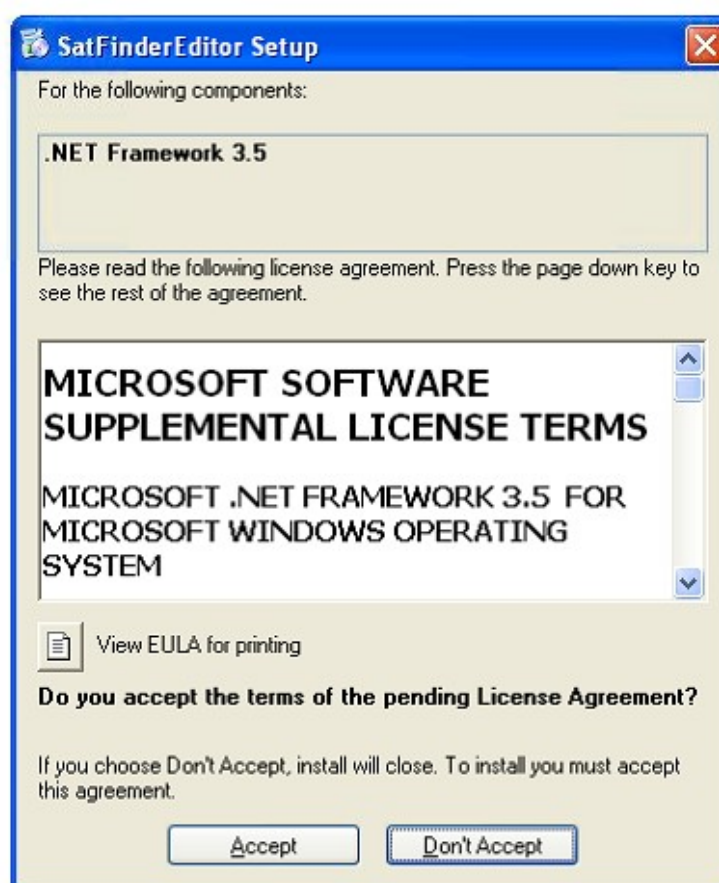 SatFinderEditor Setup
For the following components:
.NET Framework 3.5
Please read the following license agreement. Press the page down key to
see the rest of the agreement.
MICROSOFT SOFTWARE
SUPPLEMENTAL LICENSE TERMS
MICROSOFT .NET FRAMEWORK 3.5 FOR
MICROSOFT WINDOWS OPERATING
SYSTEM
View EULA for printing
Do you accept the terms of the pending License Agreement?
If you choose Don't Accept, install will close. To install you must accept
this agreement.
Accept Don't Accept